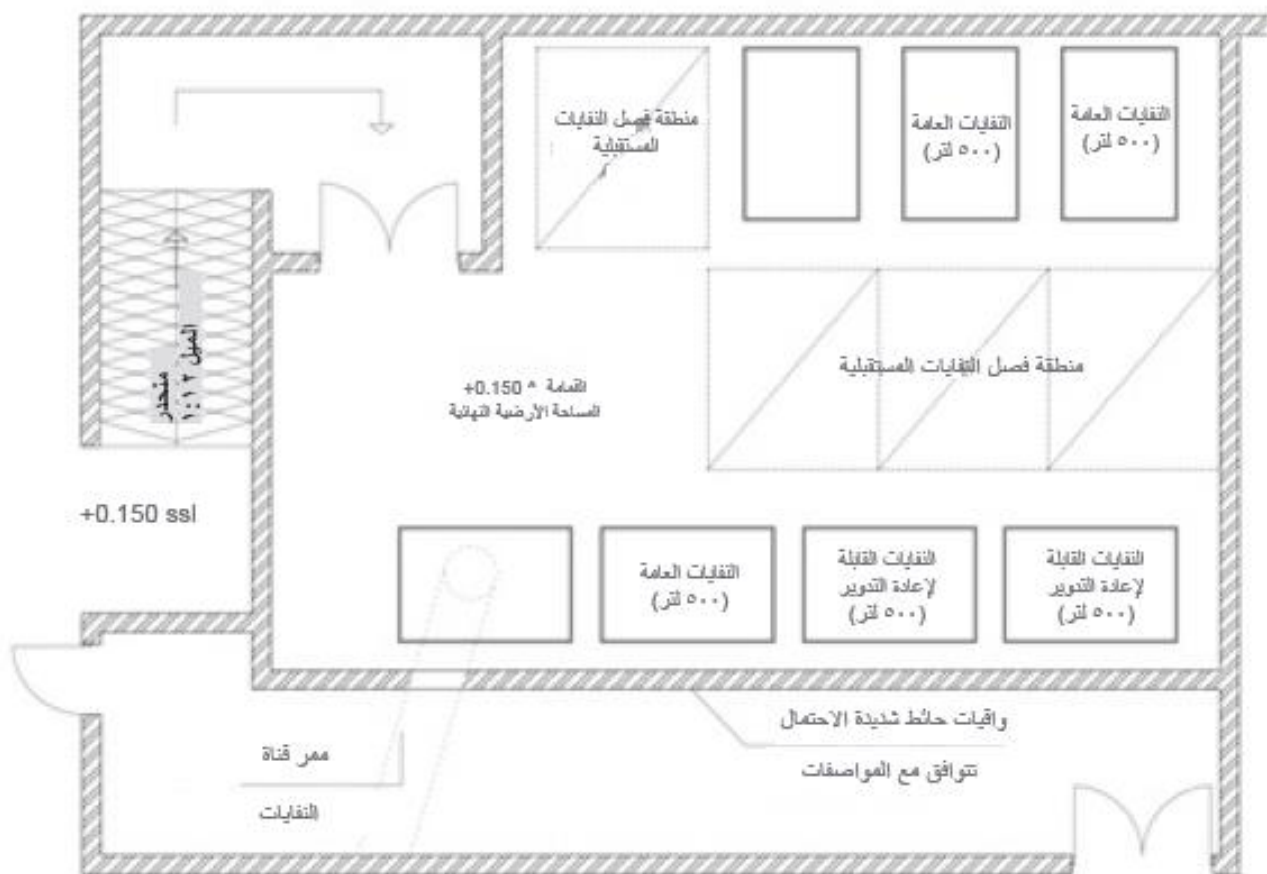 منطقة فصل النفايات
المستقبلية
النفايات العامة
(٥٠٠ لتر)
النفايات العامة
(٥٠٠ لتر)
منحدر
الميل ١:١٢
منطقة فصل النفايات المستقبلية
القمامة ^ +0.150
المساحة الأرضية النهائية
+0.150 ssl
النفايات العامة
(٥٠٠ لتر)
النفايات القابلة
لإعادة التدوير
(٥٠٠ لتر)
النفايات القابلة
لإعادة التدوير
(٥٠٠ لتر)
واقيات حائط شديدة الاحتمال
تتوافق مع المواصفات
ممر قناة
النفايات